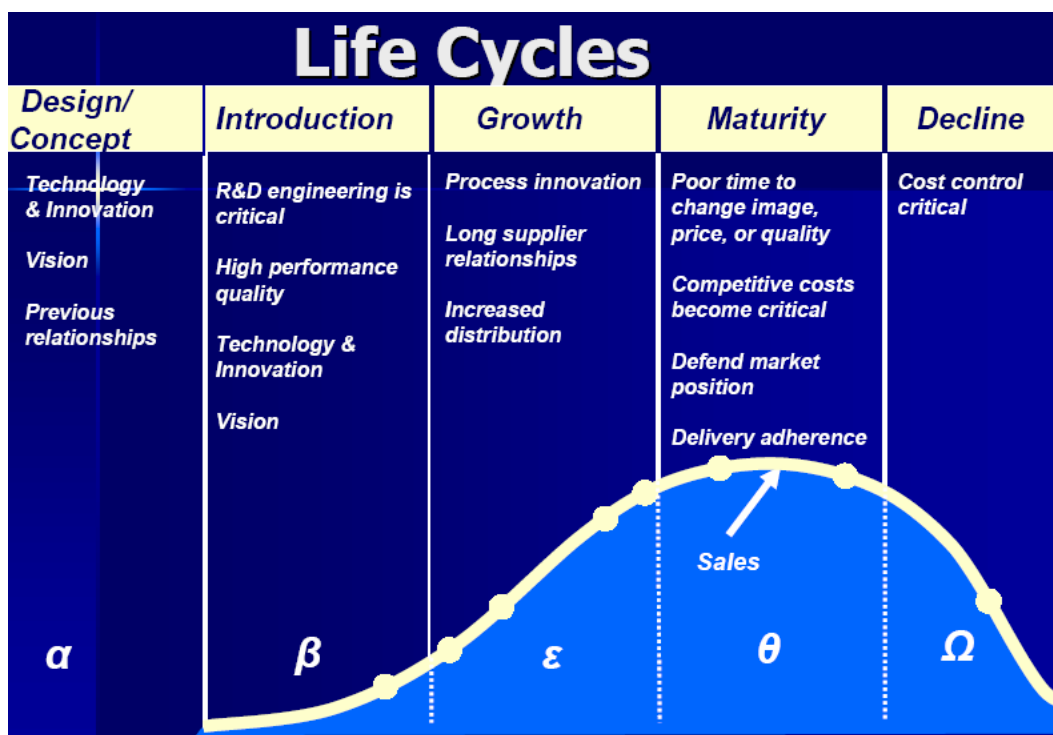 Life Cycles
Design/
Concept
Introduction
Growth
Maturity
Decline
Technology
& Innovation
Vision
Previous
relationships
R&D engineering is
critical
High performance
quality
Technology &
Innovation
Vision
Process innovation
Long supplier
relationships
Increased
distribution
Poor time to
change image,
price, or quality
Competitive costs
become critical
Defend market
position
Delivery adherence
Cost control
critical
Sales
α
β
ε
θ
Ω